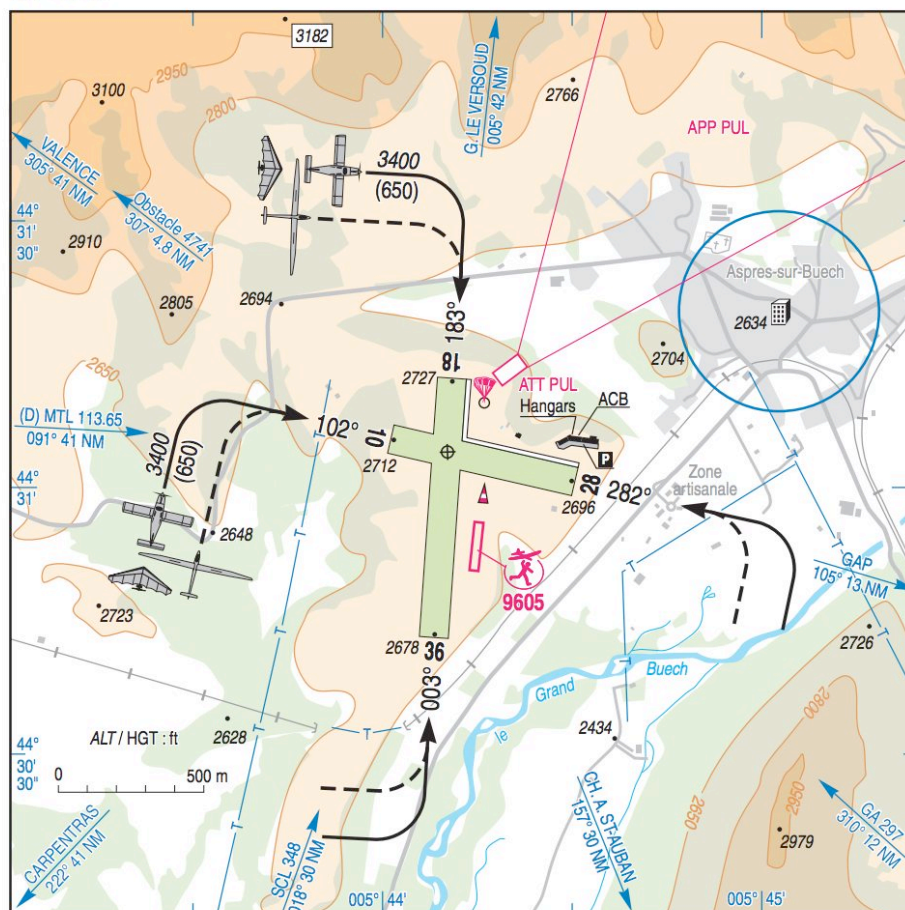 3182
3100
2950
2800
2766
G. LE VERSOUD
005° 42 NM
APP PUL
VALENCE
305° 41 NM
Obstacle 4741
307° 4.8 NM
3400
(650)
44°
31'
30"
2910
2805
2694
2650
Aspres-sur-Buech
2634
2704
183°
18
2727
ATT PUL
Hangars
ACB
P
(D) MTL 113.65
091° 41 NM
3400
(650)
102°
10
2712
28
282°
2696
Zone
artisanale
44°
31'
T
2648
2723
9605
GAP
105° 13 NM
2726
2678
36
003°
T
T
T
T
T
T
T
le Grand Buech
2434
2800
2650
2950
2979
ALT / HGT : ft
2628
0 500 m
44°
30'
30"
T
CARPENTRAS
222° 41 NM
SCL 348
018° 30 NM
005° 44'
CH. A. ST-AUBAN
157° 30 NM
005° 45'
GA 297
310° 12 NM